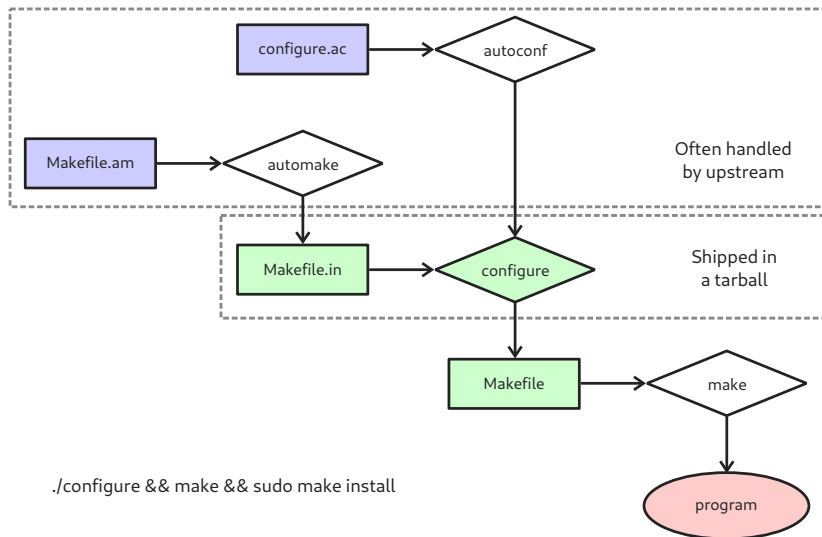 configure.ac
autoconf
Makefile.am
automake
Often handled
by upstream
Makefile.in
configure
Shipped in
a tarball
Makefile
make
./configure && make && sudo make install
program